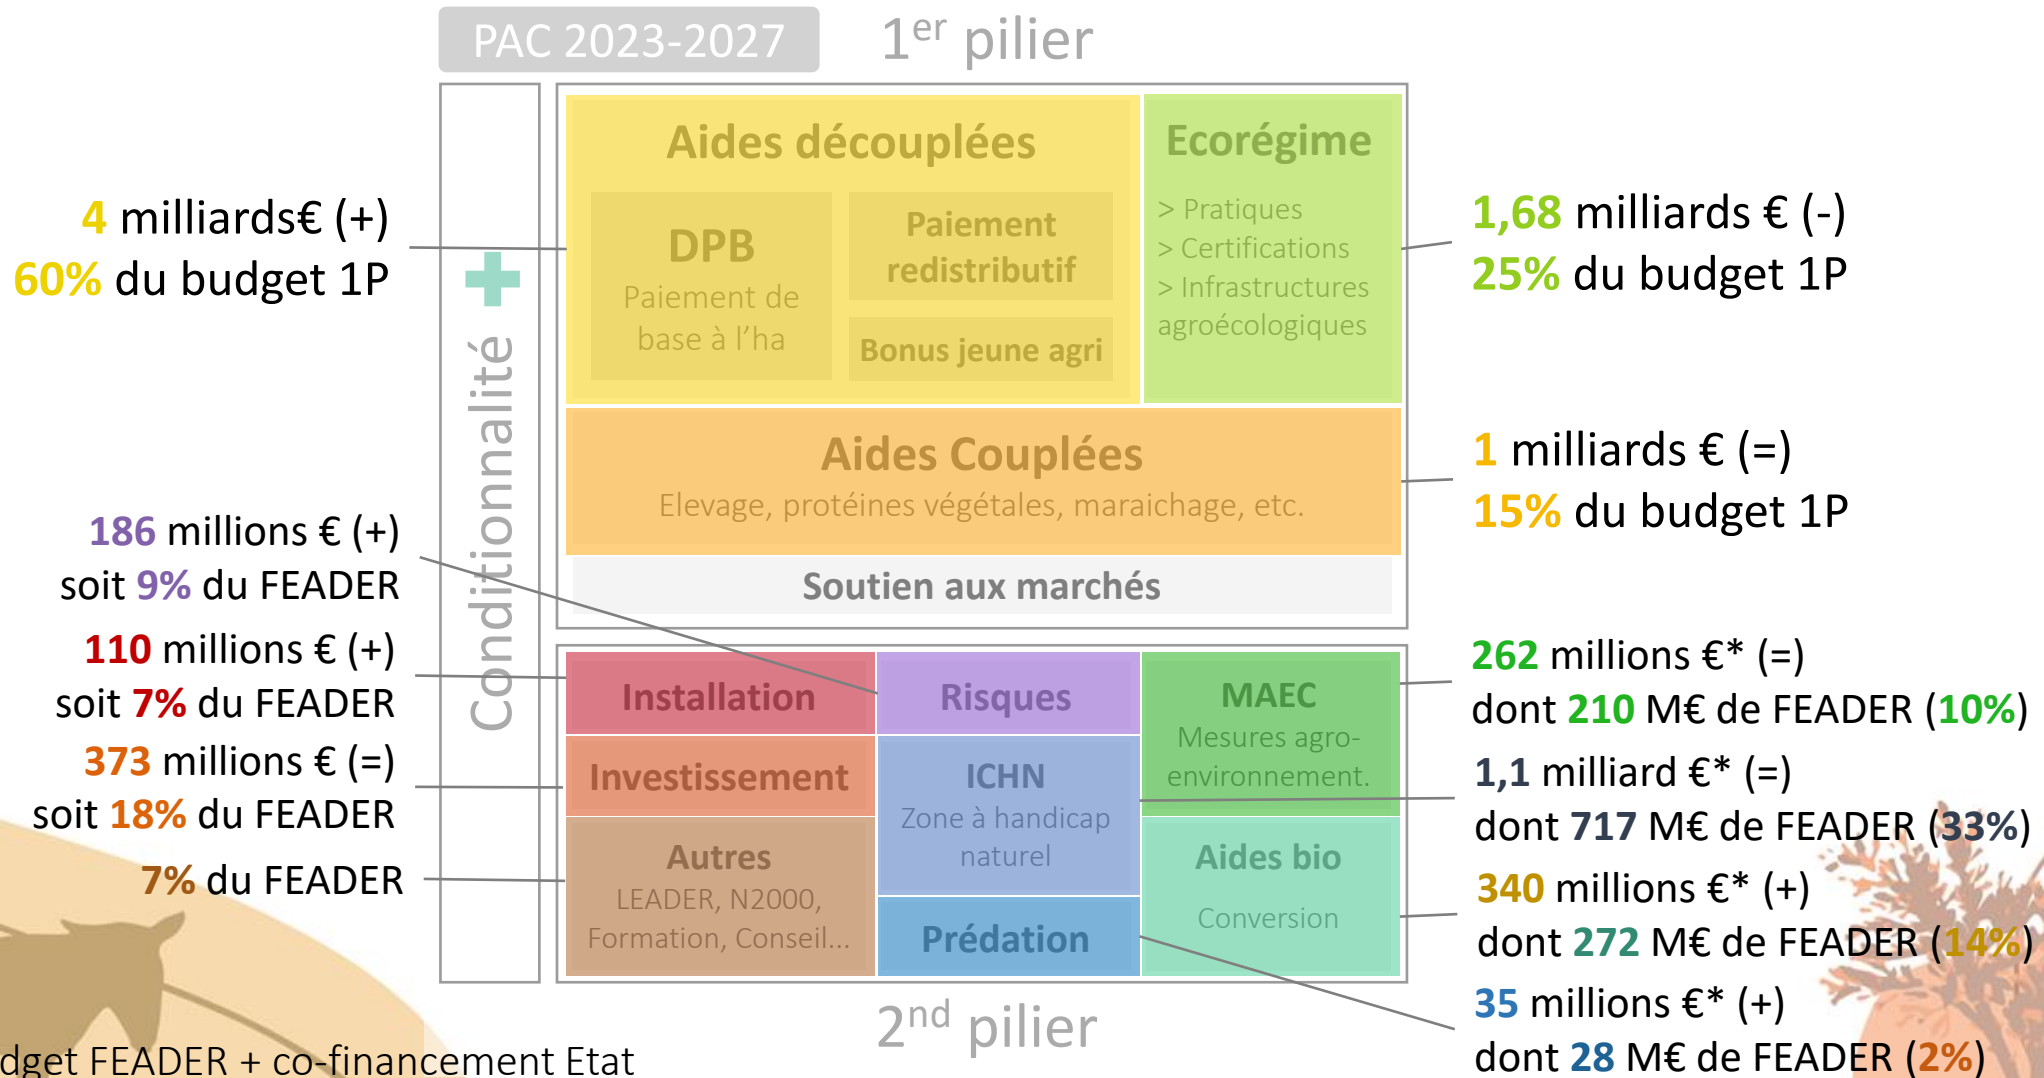 PAC 2023-2027
1er pilier
Conditionnalité
Aides découplées
DPB
Paiement de
base à l’ha
Paiement
redistributif
Bonus jeune agri
Ecorégime
> Pratiques
> Certifications
> Infrastructures
agroécologiques
Aides Couplées
Elevage, protéines végétales, maraichage, etc.
Soutien aux marchés
4 milliards€ (+)
60% du budget 1P
1,68 milliards € (-)
25% du budget 1P
1 milliards € (=)
15% du budget 1P
186 millions € (+)
soit 9% du FEADER
110 millions € (+)
soit 7% du FEADER
373 millions € (=)
soit 18% du FEADER
7% du FEADER
Installation
Investissement
Autres
LEADER, N2000,
Formation, Conseil...
Risques
ICHN
Zone à handicap
naturel
Prédation
MAEC
Mesures agro-
environnement.
Aides bio
Conversion
262 millions €* (=)
dont 210 M€ de FEADER (10%)
1,1 milliard €* (=)
dont 717 M€ de FEADER (33%)
340 millions €* (+)
dont 272 M€ de FEADER (14%)
35 millions €* (+)
dont 28 M€ de FEADER (2%)
2nd pilier
FEADER + co-financement Etat